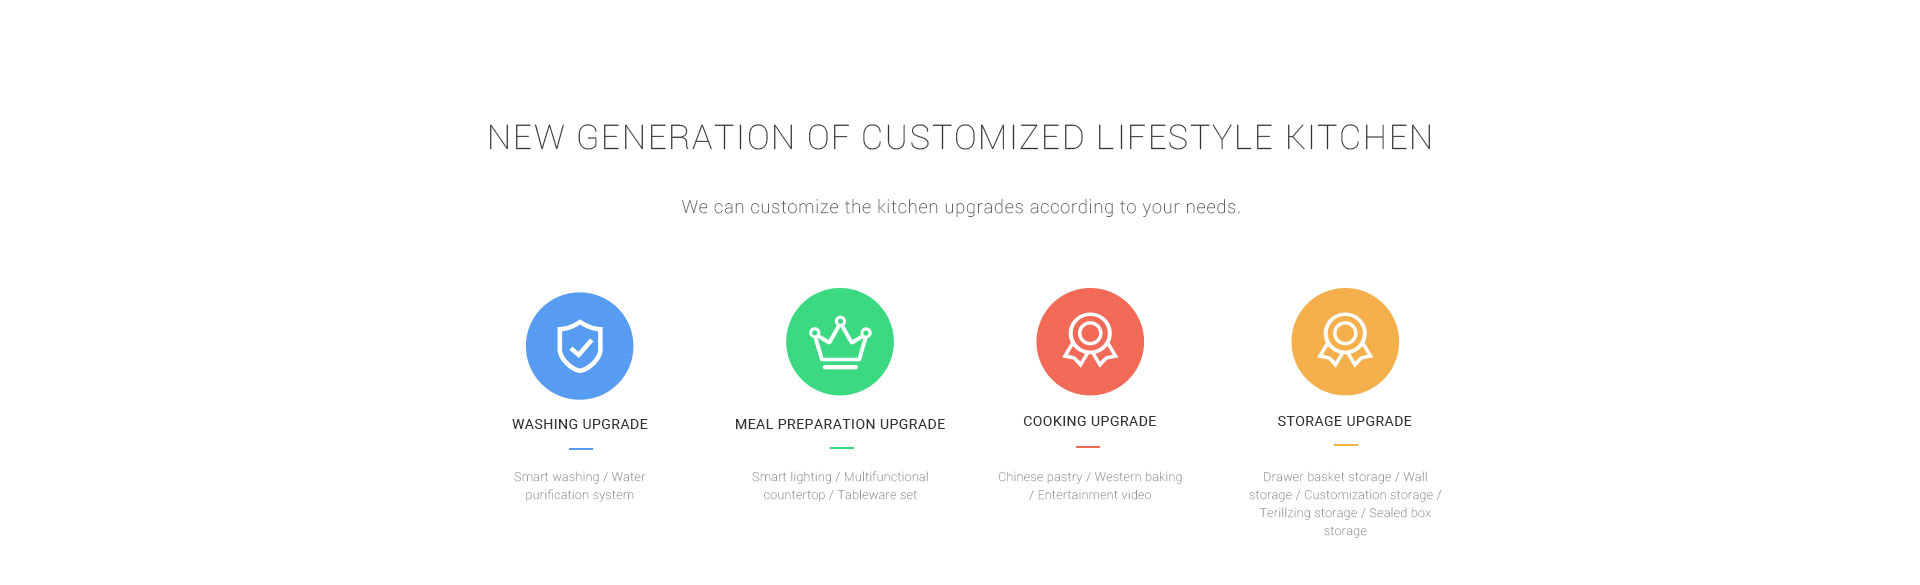 NEW GENERATION OF CUSTOMIZED LIFESTYLE KITCHEN
We can customize the kitchen upgrades according to your needs.
WASHING UPGRADE
Smart washing / Water
purification system
MEAL PREPARATION UPGRADE
Smart lighting / Multifunctional
countertop / Tableware set
COOKING UPGRADE
Chinese pastry / Western baking
/ Entertainment video
STORAGE UPGRADE
Drawer basket storage / Wall
storage / Customization storage /
Terillzing storage / Sealed box
storage